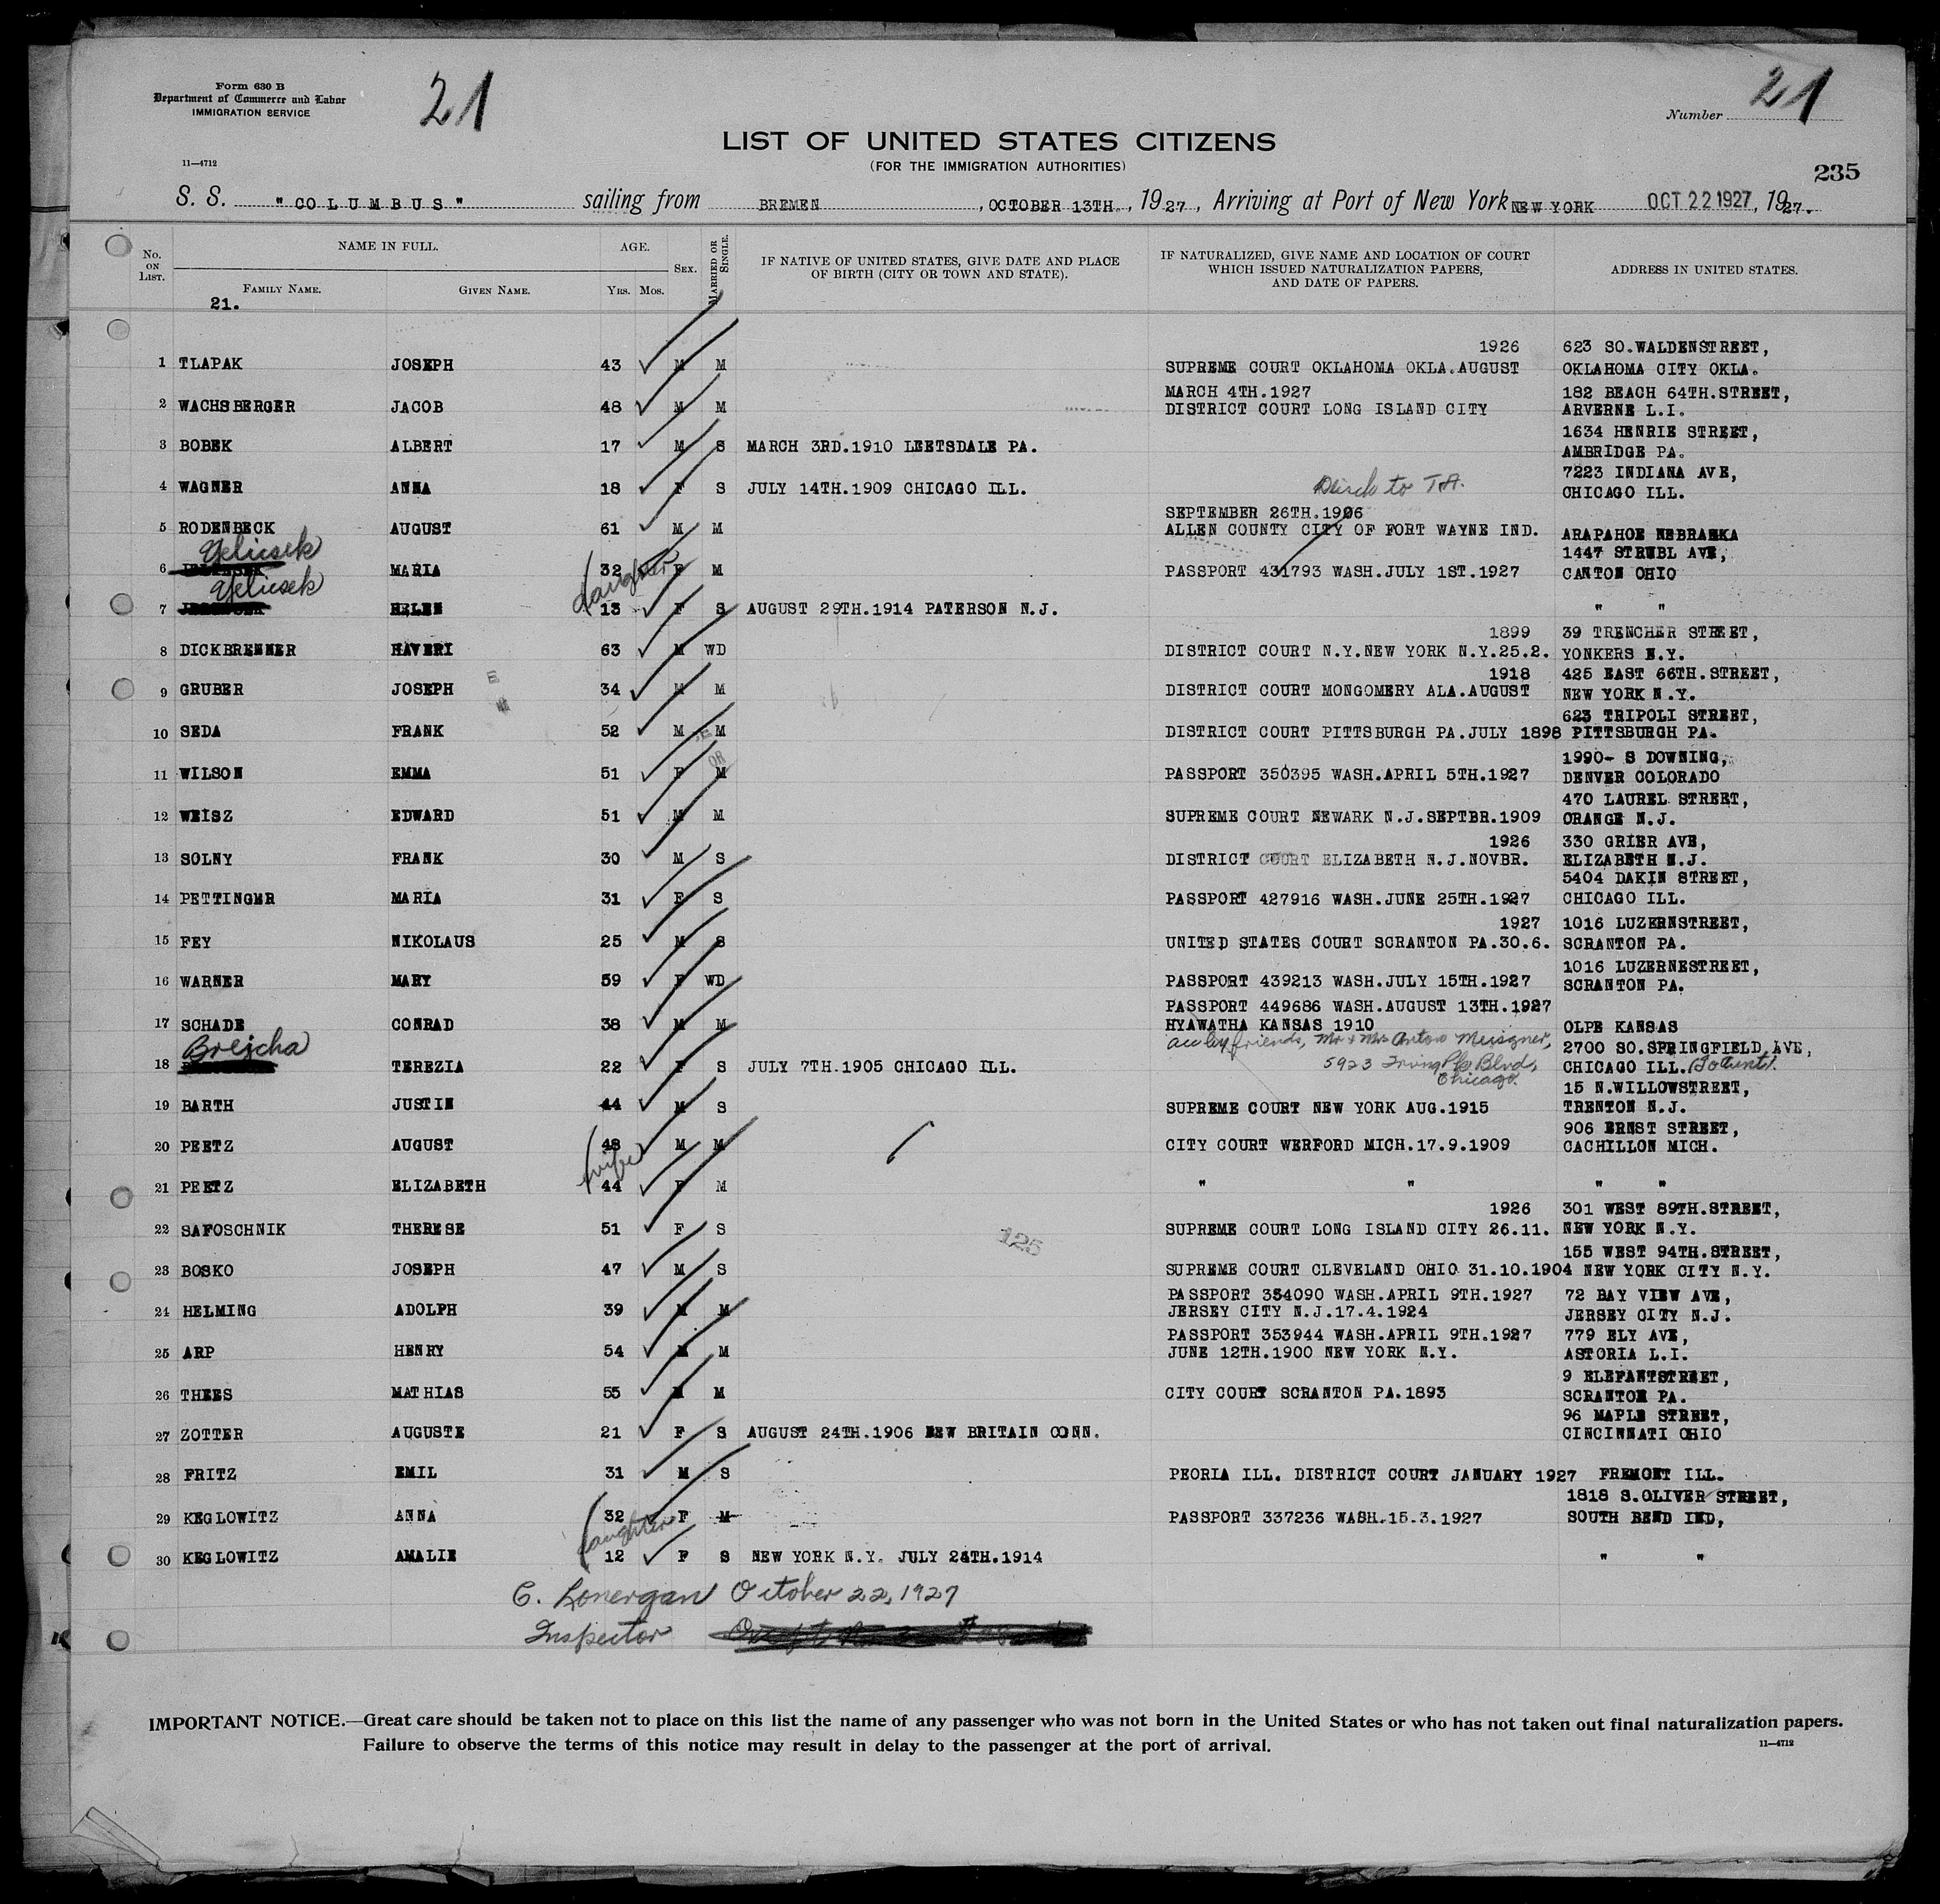 Form 630 B
Department of Commerce and Labor
IMMIGRATION SERVICE
11—4712
21
Number 21
LIST OF UNITED STATES CITIZENS
(FOR THE IMMIGRATION AUTHORITIES)
235
S. S. "COLUMBUS" sailing from BREMEN, OCTOBER 13TH., 1927, Arriving at Port of New York NEW YORK OCT 22 1927, 1927.
No. ON LIST. NAME IN FULL. AGE. SEX. MARRIED OR SINGLE. IF NATIVE OF UNITED STATES, GIVE DATE AND PLACE OF BIRTH (CITY OR TOWN AND STATE). IF NATURALIZED, GIVE NAME AND LOCATION OF COURT WHICH ISSUED NATURALIZATION PAPERS, AND DATE OF PAPERS. ADDRESS IN UNITED STATES.
FAMILY NAME. GIVEN NAME. YRS. MOS.
21.
1926 623 SO.WALDENSTREET,
1 TLAPAK JOSEPH 43 M M SUPREME COURT OKLAHOMA OKLA.AUGUST OKLAHOMA CITY OKLA.
MARCH 4TH.1927 182 BEACH 64TH.STREET,
2 WACHSBERGER JACOB 48 M M DISTRICT COURT LONG ISLAND CITY ARVERNE L.I.
1634 HENRIE STREET,
3 BOBEK ALBERT 17 M S MARCH 3RD.1910 LEETSDALE PA. AMBRIDGE PA.
7223 INDIANA AVE,
4 WAGNER ANNA 18 F S JULY 14TH.1909 CHICAGO ILL. Disch to T.A. CHICAGO ILL.
SEPTEMBER 26TH.1906
5 RODENBECK AUGUST 61 M M ALLEN COUNTY CITY OF FORT WAYNE IND. ARAPAHOE NEBRASKA
Yelicsek 1447 STRUBL AVE,
6 MARIA 32 F M PASSPORT 431793 WASH.JULY 1ST.1927 CANTON OHIO
Yelicsek daughter
7 HELEN 13 F S AUGUST 29TH.1914 PATERSON N.J. " "
1899 39 TRENCHER STREET,
8 DICKBRENNER HAVERI 63 M WD DISTRICT COURT N.Y.NEW YORK N.Y.25.2. YONKERS N.Y.
1918 425 EAST 66TH.STREET,
9 GRUBER JOSEPH 34 M M DISTRICT COURT MONGOMERY ALA.AUGUST NEW YORK N.Y.
623 TRIPOLI STREET,
10 SEDA FRANK 52 M M DISTRICT COURT PITTSBURGH PA.JULY 1898 PITTSBURGH PA.
1990- S DOWNING,
11 WILSON EMMA 51 F M PASSPORT 350395 WASH.APRIL 5TH.1927 DENVER COLORADO
470 LAUREL STREET,
12 WEISZ EDWARD 51 M M SUPREME COURT NEWARK N.J.SEPTBR.1909 ORANGE N.J.
1926 330 GRIER AVE,
13 SOLNY FRANK 30 M S DISTRICT COURT ELIZABETH N.J.NOVBR. ELIZABETH N.J.
5404 DAKIN STREET,
14 PETTINGER MARIA 31 F S PASSPORT 427916 WASH.JUNE 25TH.1927 CHICAGO ILL.
1927 1016 LUZERNSTREET,
15 FEY NIKOLAUS 25 M S UNITED STATES COURT SCRANTON PA.30.6. SCRANTON PA.
1016 LUZERNESTREET,
16 WARNER MARY 59 F WD PASSPORT 439213 WASH.JULY 15TH.1927 SCRANTON PA.
PASSPORT 449686 WASH.AUGUST 13TH.1927
17 SCHADE CONRAD 38 M M HYAWATHA KANSAS 1910 OLPE KANSAS
Brejcha friends, Mr & Mrs Anton 2700 SO.SPRINGFIELD AVE,
18 TEREZIA 22 F S JULY 7TH.1905 CHICAGO ILL. 5923 Irving Pk Blvd, Chicago. CHICAGO ILL. (To Aunt).
15 N.WILLOWSTREET,
19 BARTH JUSTIN 44 M S SUPREME COURT NEW YORK AUG.1915 TRENTON N.J.
906 ERNST STREET,
20 PEETZ AUGUST 48 M M CITY COURT WERFORD MICH.17.9.1909 CACHILLON MICH.
wife
21 PEETZ ELIZABETH 44 F M " " " "
1926 301 WEST 89TH.STREET,
22 SAFOSCHNIK THERESE 51 F S SUPREME COURT LONG ISLAND CITY 26.11. NEW YORK N.Y.
125
155 WEST 94TH.STREET,
23 BOSKO JOSEPH 47 M S SUPREME COURT CLEVELAND OHIO 31.10.1904 NEW YORK CITY N.Y.
PASSPORT 354090 WASH.APRIL 9TH.1927 72 BAY VIEW AVE,
24 HELMING ADOLPH 39 M M JERSEY CITY N.J.17.4.1924 JERSEY CITY N.J.
PASSPORT 353944 WASH.APRIL 9TH.1927 779 ELY AVE,
25 ARP HENRY 54 M M JUNE 12TH.1900 NEW YORK N.Y. ASTORIA L.I.
9 ELEFANTSTREET,
26 THEES MATHIAS 55 M M CITY COURT SCRANTON PA.1893 SCRANTON PA.
96 MAPLE STREET,
27 ZOTTER AUGUSTE 21 F S AUGUST 24TH.1906 NEW BRITAIN CONN. CINCINNATI OHIO
28 FRITZ EMIL 31 M S PEORIA ILL. DISTRICT COURT JANUARY 1927 FREMONT ILL.
1818 S.OLIVER STREET,
29 KEGLOWITZ ANNA 32 F M PASSPORT 337236 WASH.15.3.1927 SOUTH BEND IND,
daughter
30 KEGLOWITZ AMALIE 12 F S NEW YORK N.Y. JULY 24TH.1914 " "
C. Lonergan October 22, 1927
Inspector
IMPORTANT NOTICE.—Great care should be taken not to place on this list the name of any passenger who was not born in the United States or who has not taken out final naturalization papers.
Failure to observe the terms of this notice may result in delay to the passenger at the port of arrival.
11—4712